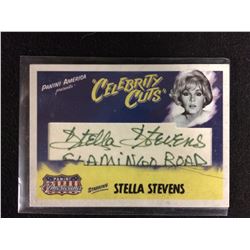 PANINI AMERICA
presents
"CELEBRITY CUTS"
Stella Stevens
FLAMINGO ROAD
PANINI
Americana
STARRING
STELLA STEVENS